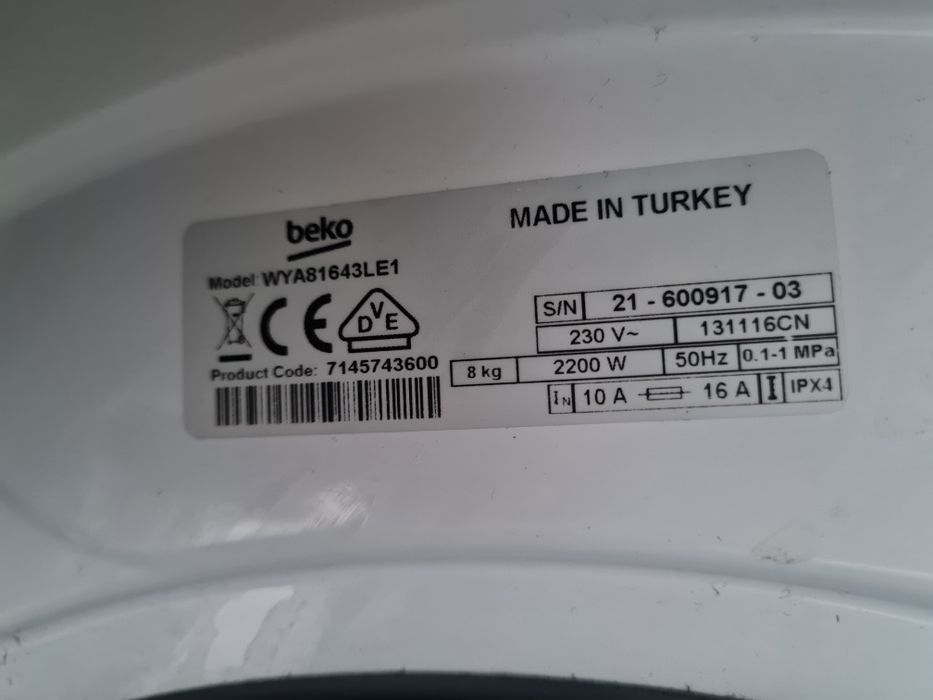 beko
MADE IN TURKEY
Model: WYA81643LE1
DVE
Product Code: 7145743600
S/N 21 - 600917 - 03
230 V~ 131116CN
8 kg 2200 W 50Hz 0.1-1 MPa
IN 10 A 16 A I IPX4